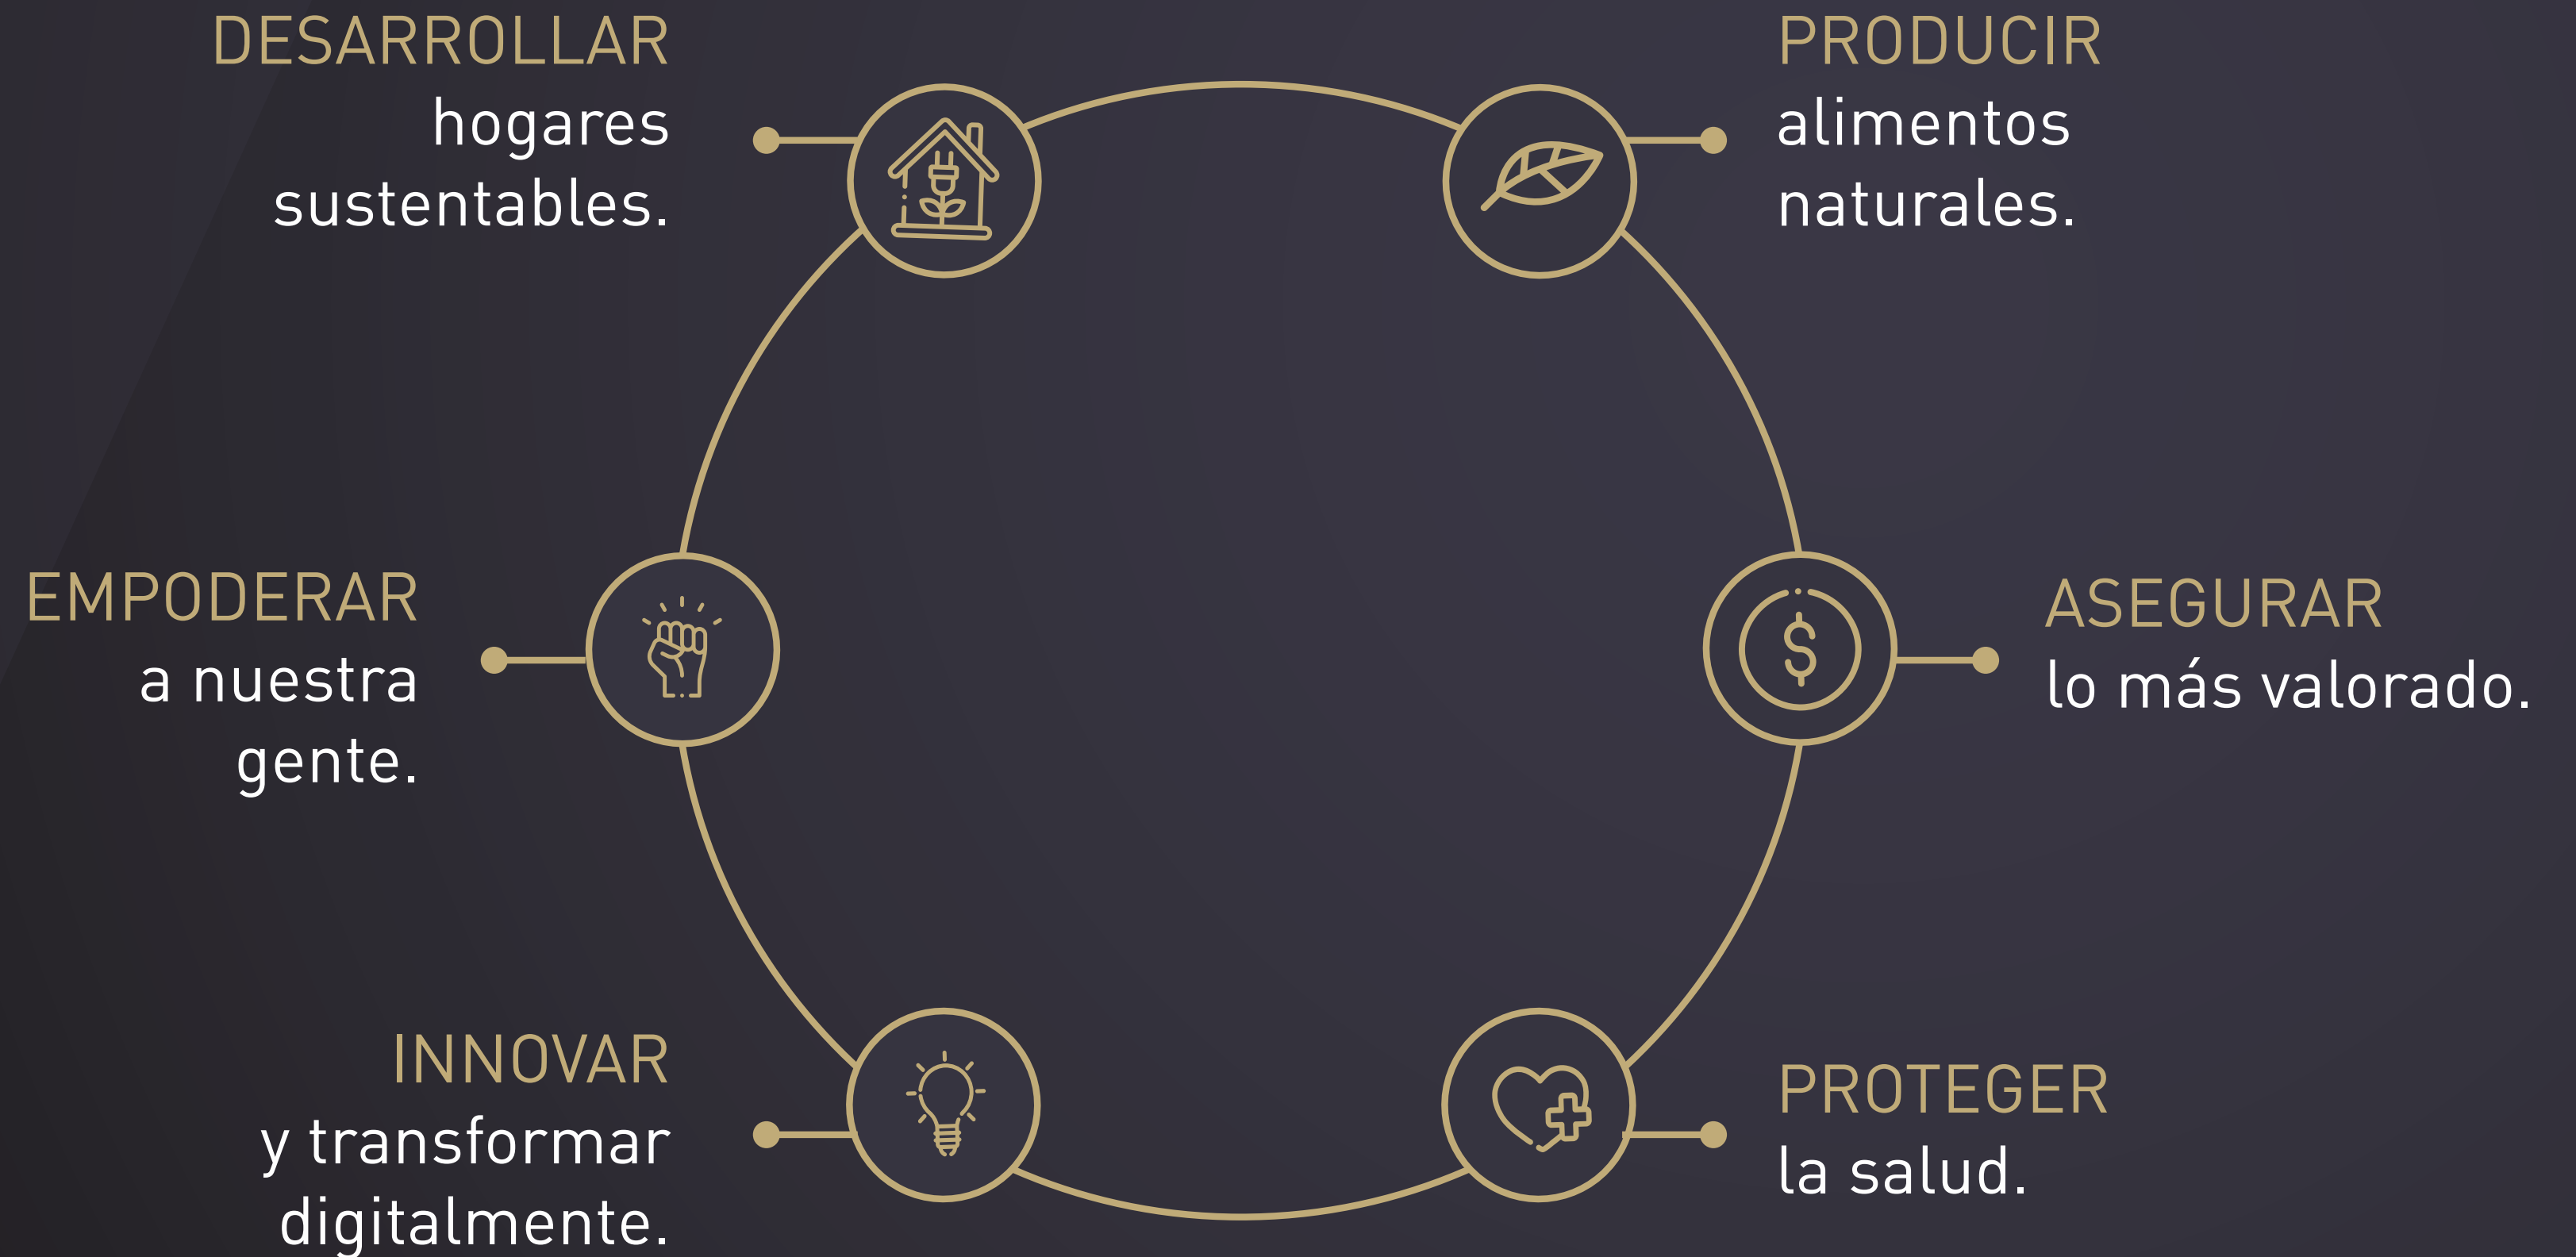 DESARROLLAR
hogares
sustentables.
PRODUCIR
alimentos
naturales.
EMPODERAR
a nuestra
gente.
ASEGURAR
lo más valorado.
INNOVAR
y transformar
digitalmente.
PROTEGER
la salud.